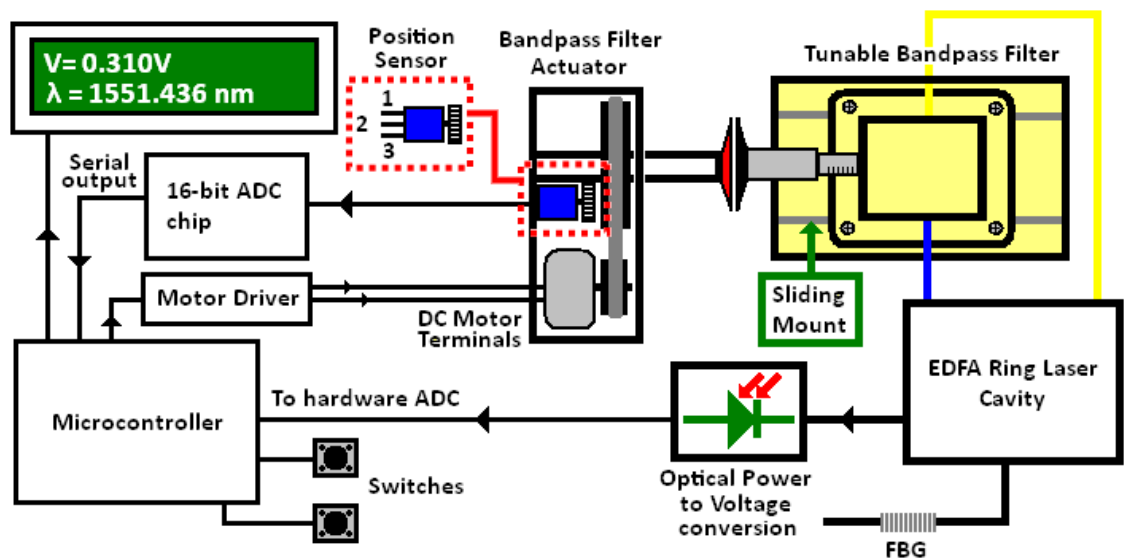 V= 0.310V
λ = 1551.436 nm
Position
Sensor
1
2
3
Bandpass Filter
Actuator
Tunable Bandpass Filter
Serial
output
16-bit ADC
chip
Motor Driver
DC Motor
Terminals
Sliding
Mount
EDFA Ring Laser
Cavity
Microcontroller
To hardware ADC
Switches
Optical Power
to Voltage
conversion
FBG